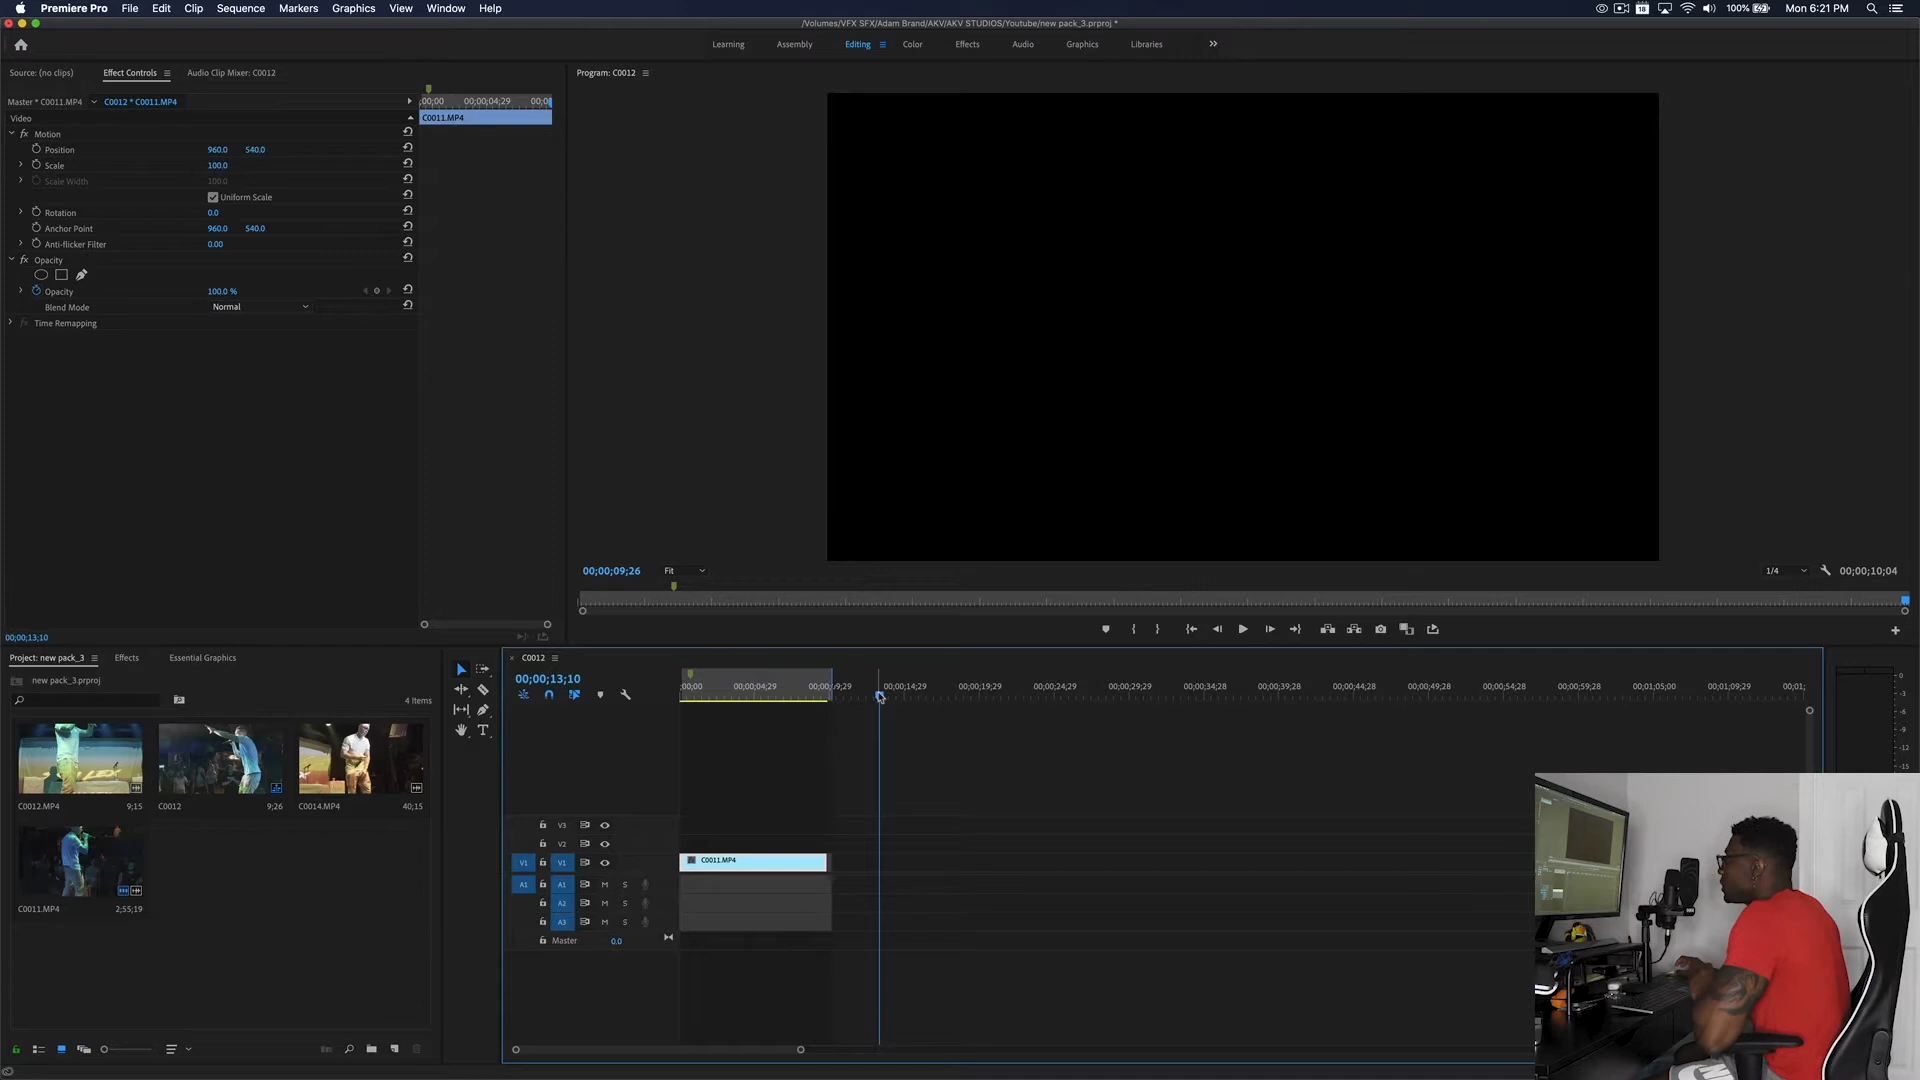 Premiere Pro File Edit Clip Sequence Markers Graphics View Window Help 18 100% Mon 6:21 PM
/Volumes/VFX SFX/Adam Brand/AKV/AKV STUDIOS/Youtube/new pack_3.prproj *
Learning Assembly Editing Color Effects Audio Graphics Libraries
Source: (no clips) Effect Controls Audio Clip Mixer: C0012 Program: C0012
Master * C0011.MP4 C0012 * C0011.MP4 ;00;00 00;00;04;29
Video C0011.MP4
Motion
Position 960.0 540.0
Scale 100.0
Scale Width 100.0
Uniform Scale
Rotation 0.0
Anchor Point 960.0 540.0
Anti-flicker Filter 0.00
Opacity
Opacity 100.0 %
Blend Mode Normal
Time Remapping
00;00;09;26 Fit 1/4 00;00;10;04
00;00;13;10
Project: new pack_3 Effects Essential Graphics
new pack_3.prproj
4 Items
C0012.MP4 9;15 C0012 9;26 C0014.MP4 40;15
C0011.MP4 2;55;19
C0012
00;00;13;10
;00;00 00;00;04;29 00;00;09;29 00;00;14;29 00;00;19;29 00;00;24;29 00;00;29;29 00;00;34;28 00;00;39;28 00;00;44;28 00;00;49;28 00;00;54;28 00;00;59;28 00;01;05;00 00;01;09;29 00;01;
V3
V2
V1 V1 C0011.MP4
A1 A1 M S
A2 M S
A3 M S
Master 0.0
0
-3
-6
-9
-12
-15